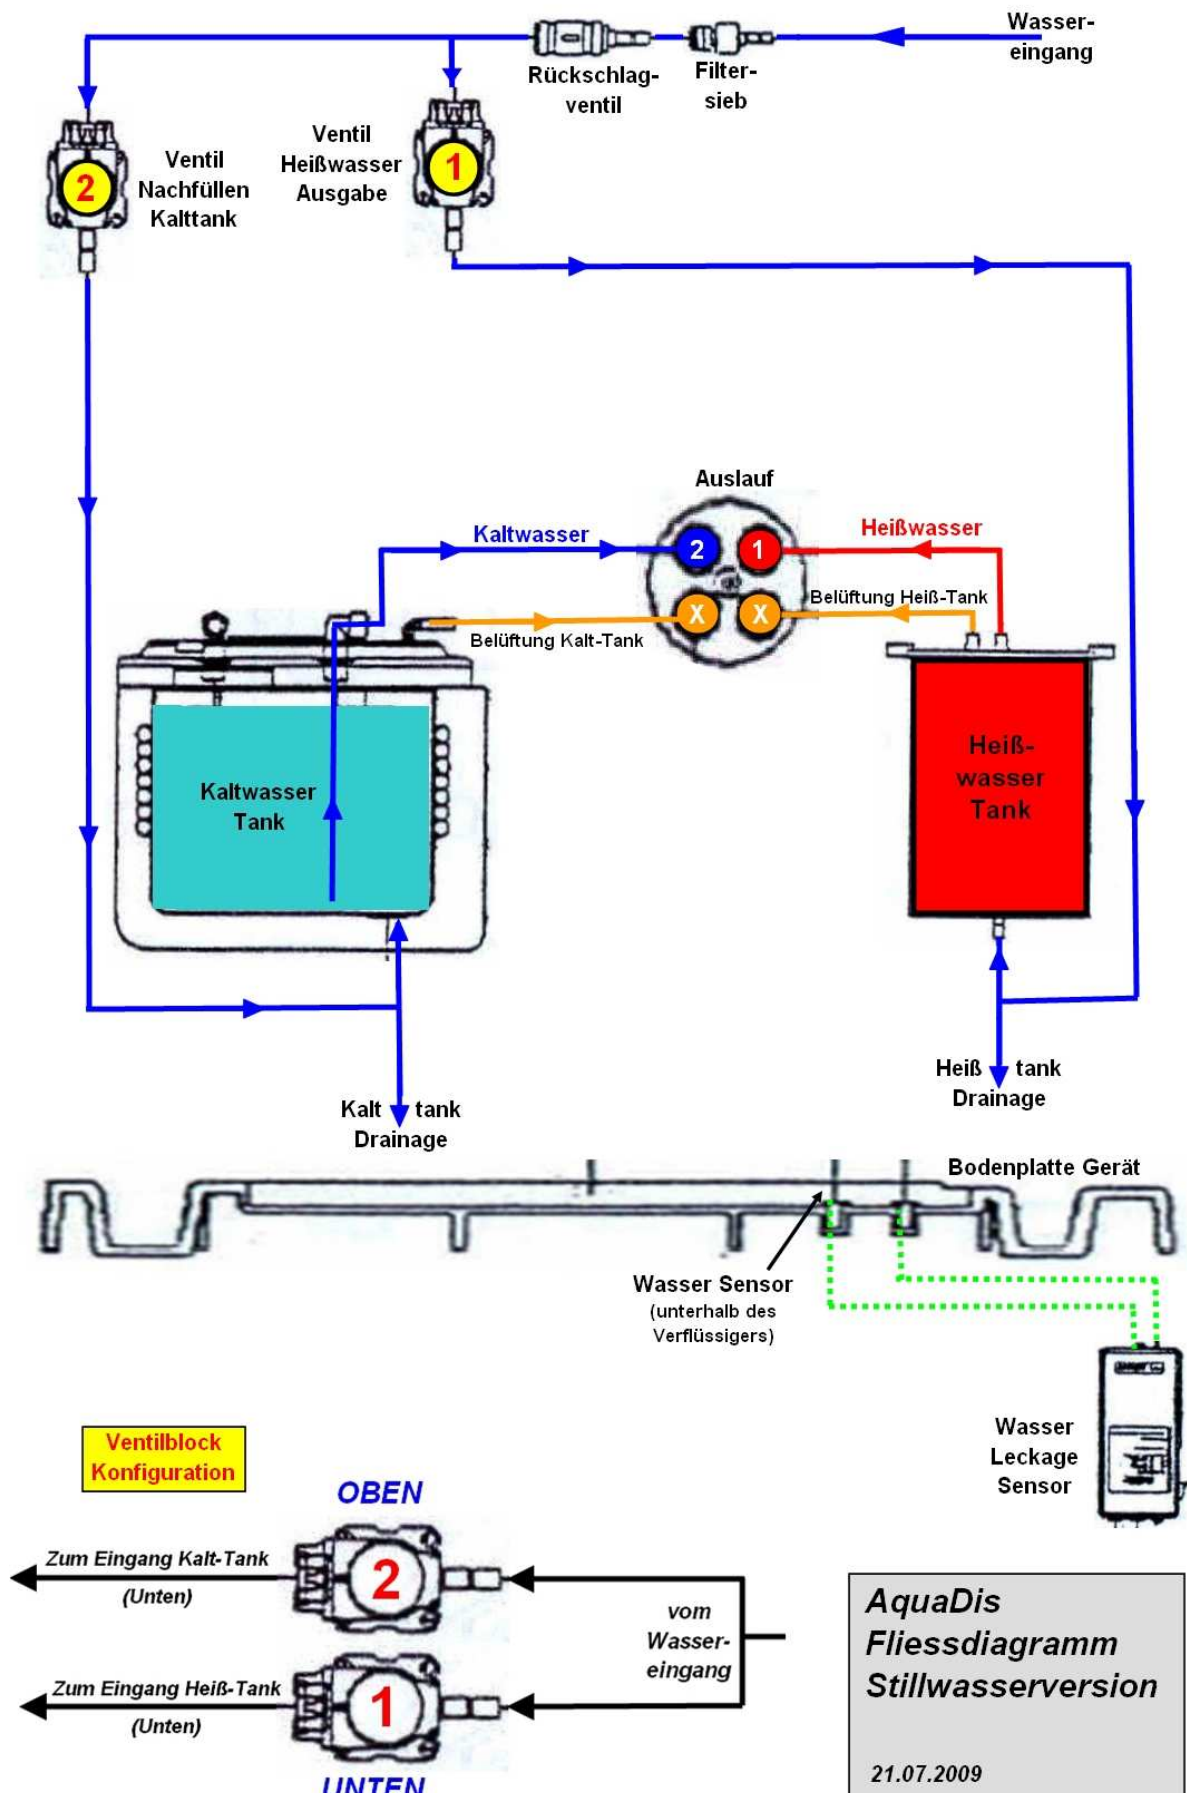 Wasser-
eingang
Rückschlag-
ventil
Filter-
sieb
Ventil
Nachfüllen
Kalttank
2
Ventil
Heißwasser
Ausgabe
1
Auslauf
Kaltwasser
2
1
Heißwasser
X
X
Belüftung Kalt-Tank
Belüftung Heiß-Tank
Kaltwasser
Tank
Heiß-
wasser
Tank
Kalt tank
Drainage
Heiß tank
Drainage
Bodenplatte Gerät
Wasser Sensor
(unterhalb des
Verflüssigers)
Wasser
Leckage
Sensor
Ventilblock
Konfiguration
OBEN
Zum Eingang Kalt-Tank
(Unten)
2
vom
Wasser-
eingang
Zum Eingang Heiß-Tank
(Unten)
1
UNTEN
AquaDis
Fliessdiagramm
Stillwasserversion
21.07.2009